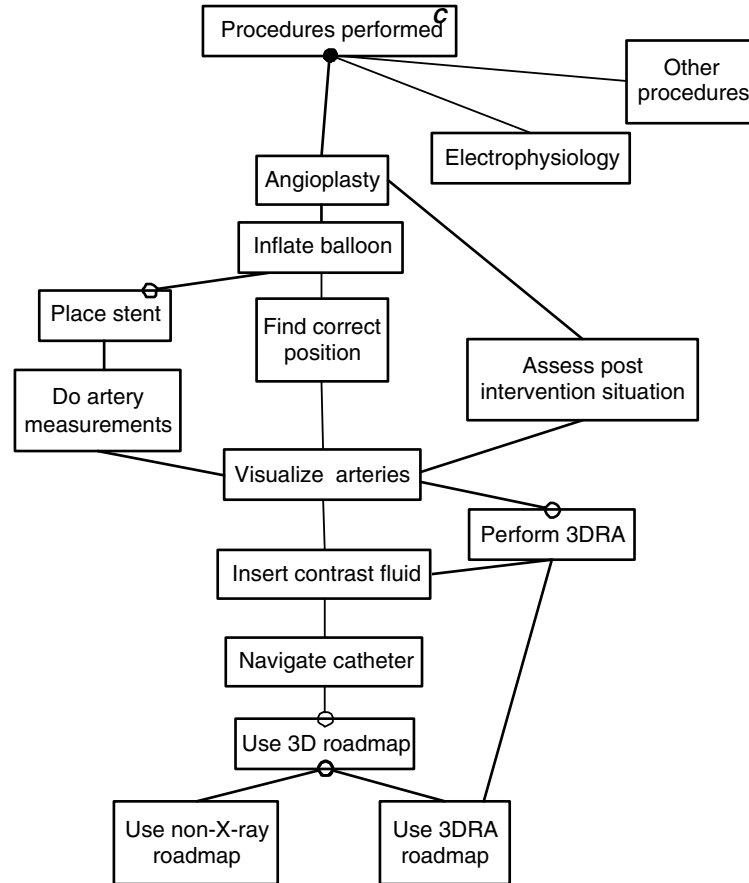 Procedures performed C
Other
procedures
Electrophysiology
Angioplasty
Inflate balloon
Place stent
Find correct
position
Assess post
intervention situation
Do artery
measurements
Visualize arteries
Perform 3DRA
Insert contrast fluid
Navigate catheter
Use 3D roadmap
Use non-X-ray
roadmap
Use 3DRA
roadmap